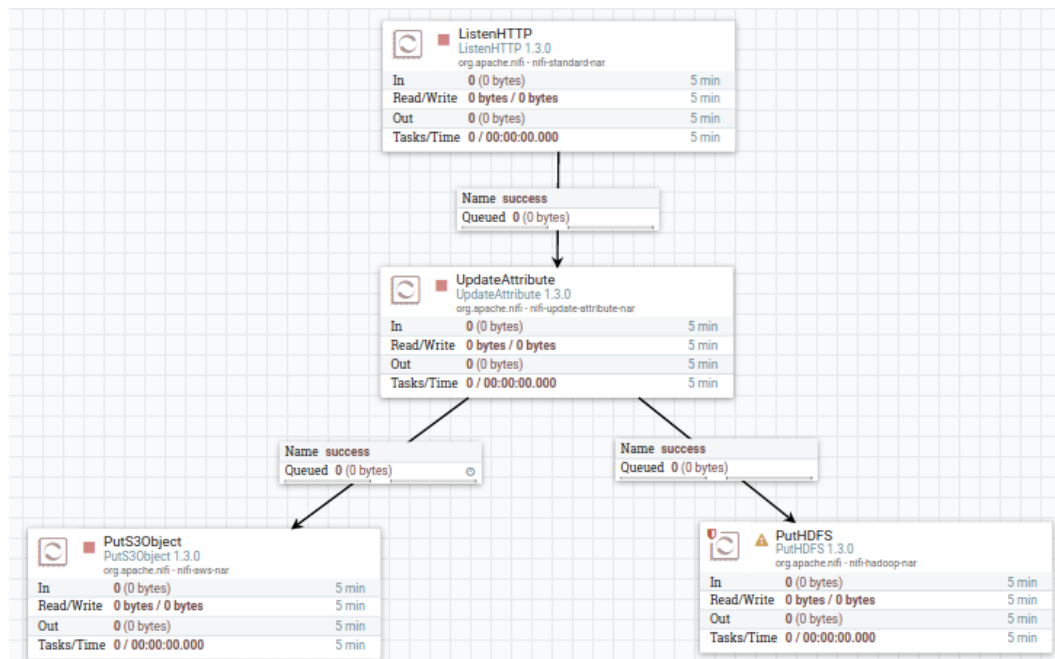 ListenHTTP
ListenHTTP 1.3.0
org.apache.nifi - nifi-standard-nar
In 0 (0 bytes) 5 min
Read/Write 0 bytes / 0 bytes 5 min
Out 0 (0 bytes) 5 min
Tasks/Time 0 / 00:00:00.000 5 min
Name success
Queued 0 (0 bytes)
UpdateAttribute
UpdateAttribute 1.3.0
org.apache.nifi - nifi-update-attribute-nar
In 0 (0 bytes) 5 min
Read/Write 0 bytes / 0 bytes 5 min
Out 0 (0 bytes) 5 min
Tasks/Time 0 / 00:00:00.000 5 min
Name success
Queued 0 (0 bytes)
Name success
Queued 0 (0 bytes)
PutS3Object
PutS3Object 1.3.0
org.apache.nifi - nifi-aws-nar
In 0 (0 bytes) 5 min
Read/Write 0 bytes / 0 bytes 5 min
Out 0 (0 bytes) 5 min
Tasks/Time 0 / 00:00:00.000 5 min
PutHDFS
PutHDFS 1.3.0
org.apache.nifi - nifi-hadoop-nar
In 0 (0 bytes) 5 min
Read/Write 0 bytes / 0 bytes 5 min
Out 0 (0 bytes) 5 min
Tasks/Time 0 / 00:00:00.000 5 min